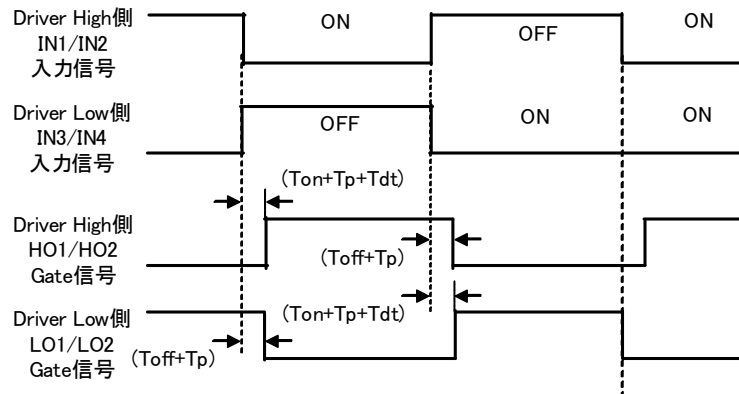 Driver High側
IN1/IN2
入力信号
ON
OFF
ON
Driver Low側
IN3/IN4
入力信号
OFF
ON
ON
(Ton+Tp+Tdt)
Driver High側
HO1/HO2
Gate信号
(Toff+Tp)
Driver Low側
LO1/LO2
Gate信号
(Ton+Tp+Tdt)
(Toff+Tp)